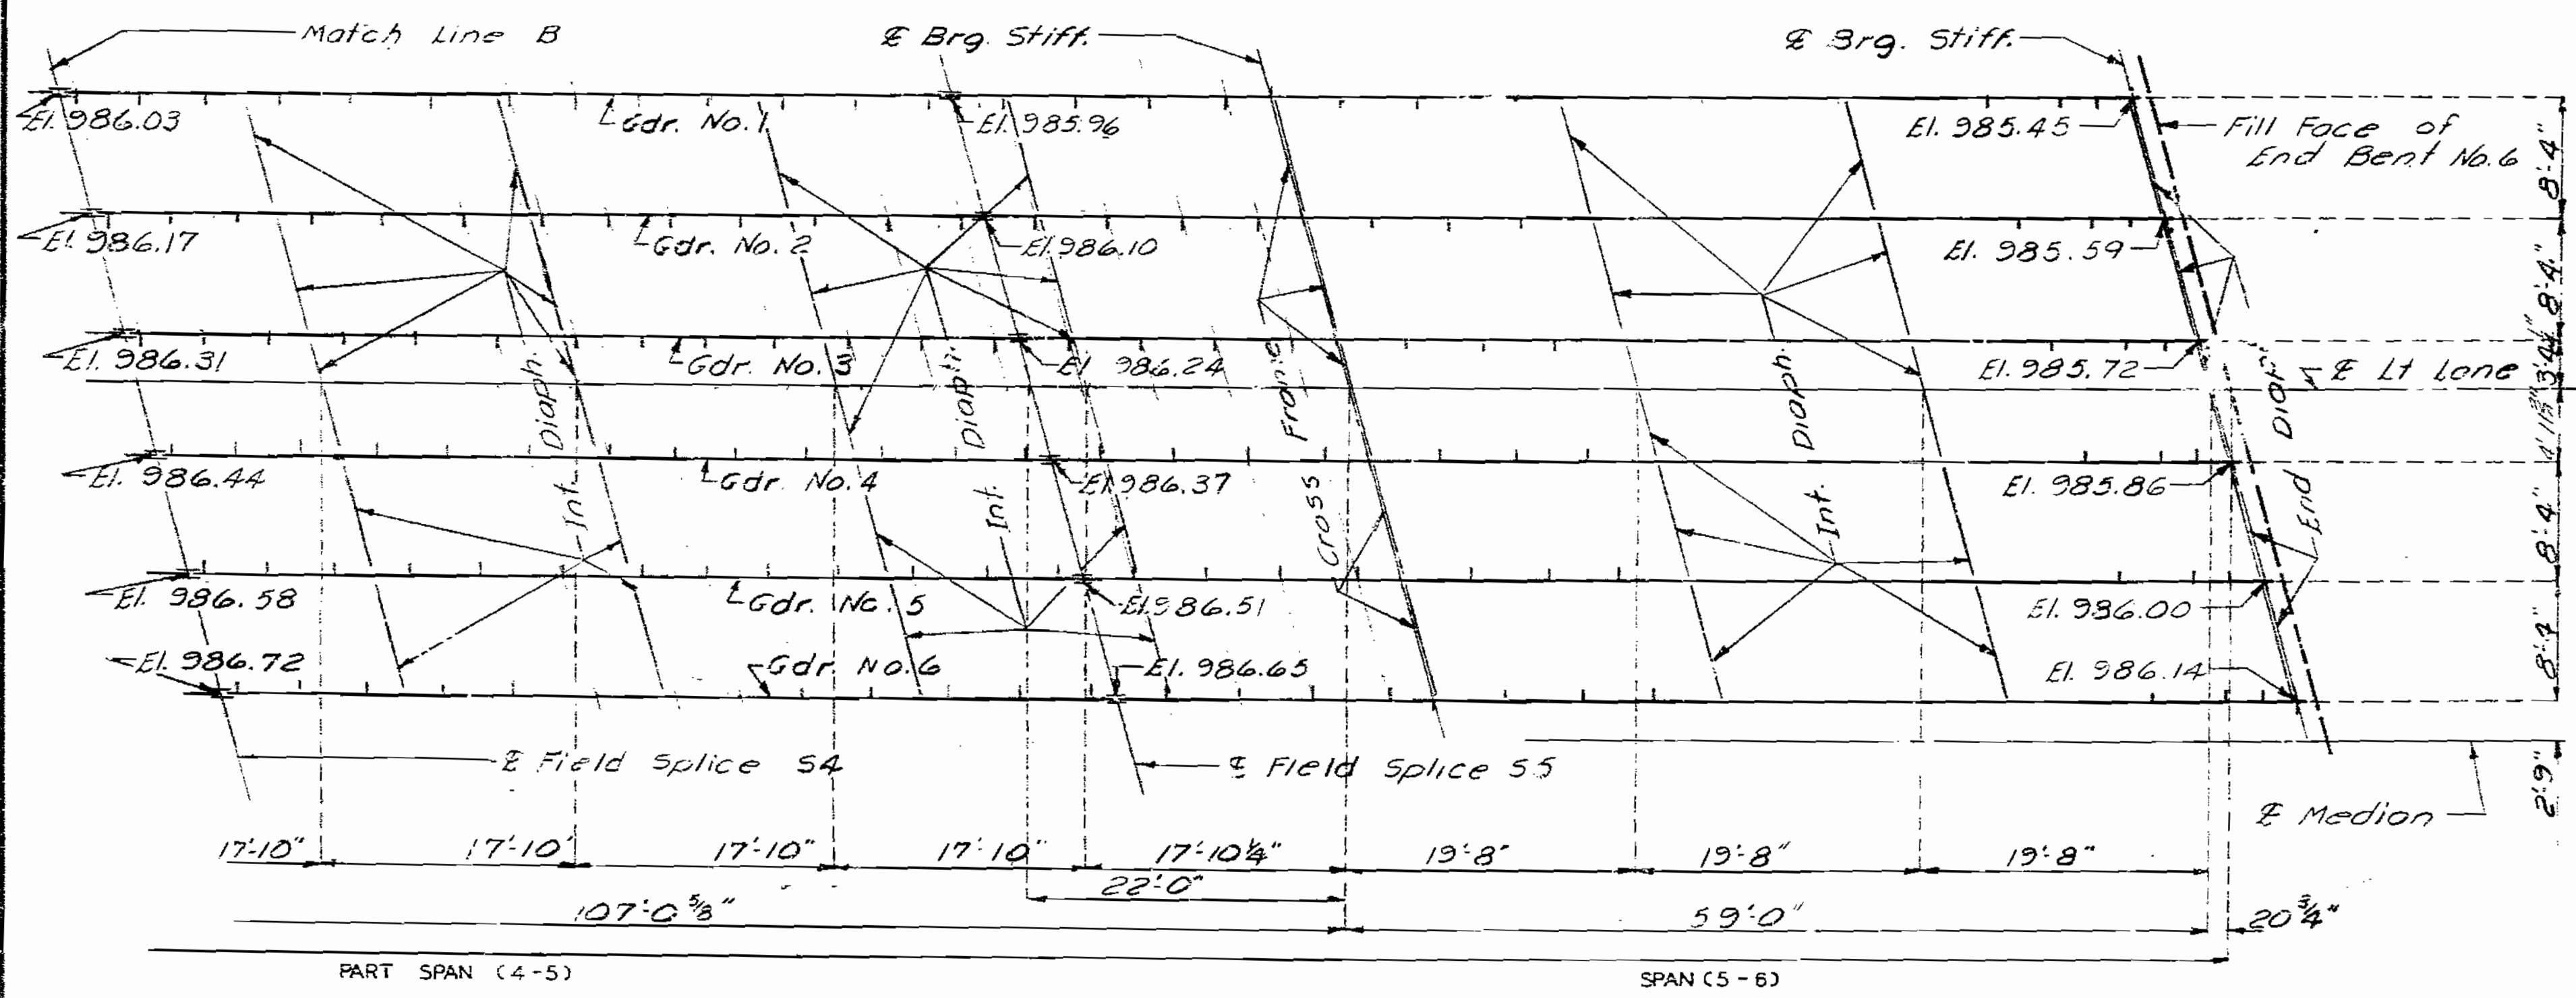 Match Line B
℄ Brg. Stiff.
℄ Brg. Stiff.
El. 986.03
Gdr. No. 1
El. 985.96
El. 985.45
Fill Face of
End Bent No. 6
8'-4"
El. 986.17
Gdr. No. 2
El. 986.10
El. 985.59
8'-4"
El. 986.31
Gdr. No. 3
El. 986.24
El. 985.72
℄ Lt Lane
El. 986.44
Gdr. No. 4
El. 986.37
El. 985.86
8'-4"
Int. Diaph.
Int. Diaph.
Cross Frame
Int. Diaph.
End Diaph.
El. 986.58
Gdr. No. 5
El. 986.51
El. 986.00
8'-4"
El. 986.72
Gdr No. 6
El. 986.65
El. 986.14
℄ Field Splice S4
℄ Field Splice S5
℄ Median
2'-9"
17'-10"
17'-10"
17'-10"
17'-10"
17'-10¼"
19'-8"
19'-8"
19'-8"
22'-0"
107'-0⅝"
59'-0"
20¾"
PART SPAN (4-5)
SPAN (5-6)